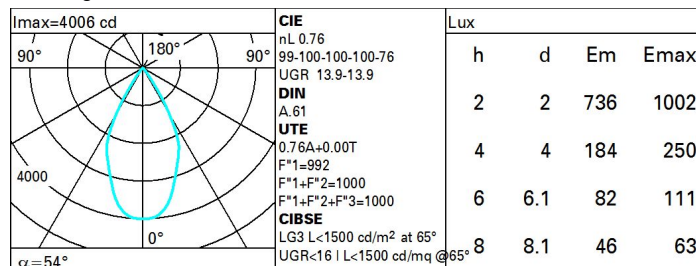 Imax=4006 cd
90° 180° 90°
4000
0°
α=54°
CIE
nL 0.76
99-100-100-100-76
UGR 13.9-13.9
DIN
A.61
UTE
0.76A+0.00T
F"1=992
F"1+F"2=1000
F"1+F"2+F"3=1000
CIBSE
LG3 L<1500 cd/m² at 65°
UGR<16 | L<1500 cd/mq @65°
Lux
h d Em Emax
2 2 736 1002
4 4 184 250
6 6.1 82 111
8 8.1 46 63